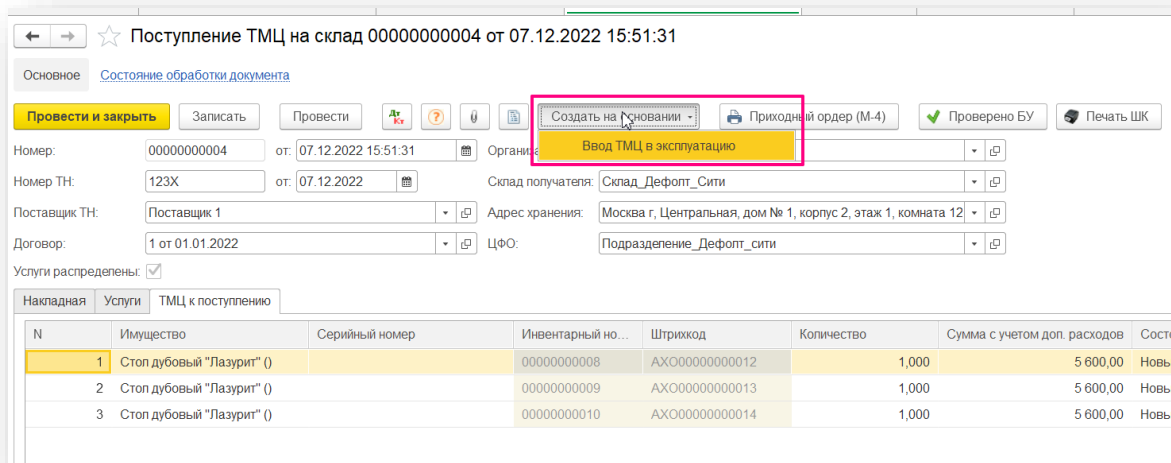 Поступление ТМЦ на склад 00000000004 от 07.12.2022 15:51:31
Основное Состояние обработки документа
Провести и закрыть Записать Провести Дт Кт ? Создать на основании Приходный ордер (М-4) Проверено БУ Печать ШК
Ввод ТМЦ в эксплуатацию
Номер: 00000000004 от: 07.12.2022 15:51:31
Номер ТН: 123X от: 07.12.2022 Склад получателя: Склад_Дефолт_Сити
Поставщик ТН: Поставщик 1 Адрес хранения: Москва г, Центральная, дом № 1, корпус 2, этаж 1, комната 12
Договор: 1 от 01.01.2022 ЦФО: Подразделение_Дефолт_сити
Услуги распределены:
Накладная Услуги ТМЦ к поступлению
N Имущество Серийный номер Инвентарный но... Штрихкод Количество Сумма с учетом доп. расходов
1 Стол дубовый "Лазурит" () 00000000008 АХО00000000012 1,000 5 600,00
2 Стол дубовый "Лазурит" () 00000000009 АХО00000000013 1,000 5 600,00
3 Стол дубовый "Лазурит" () 00000000010 АХО00000000014 1,000 5 600,00